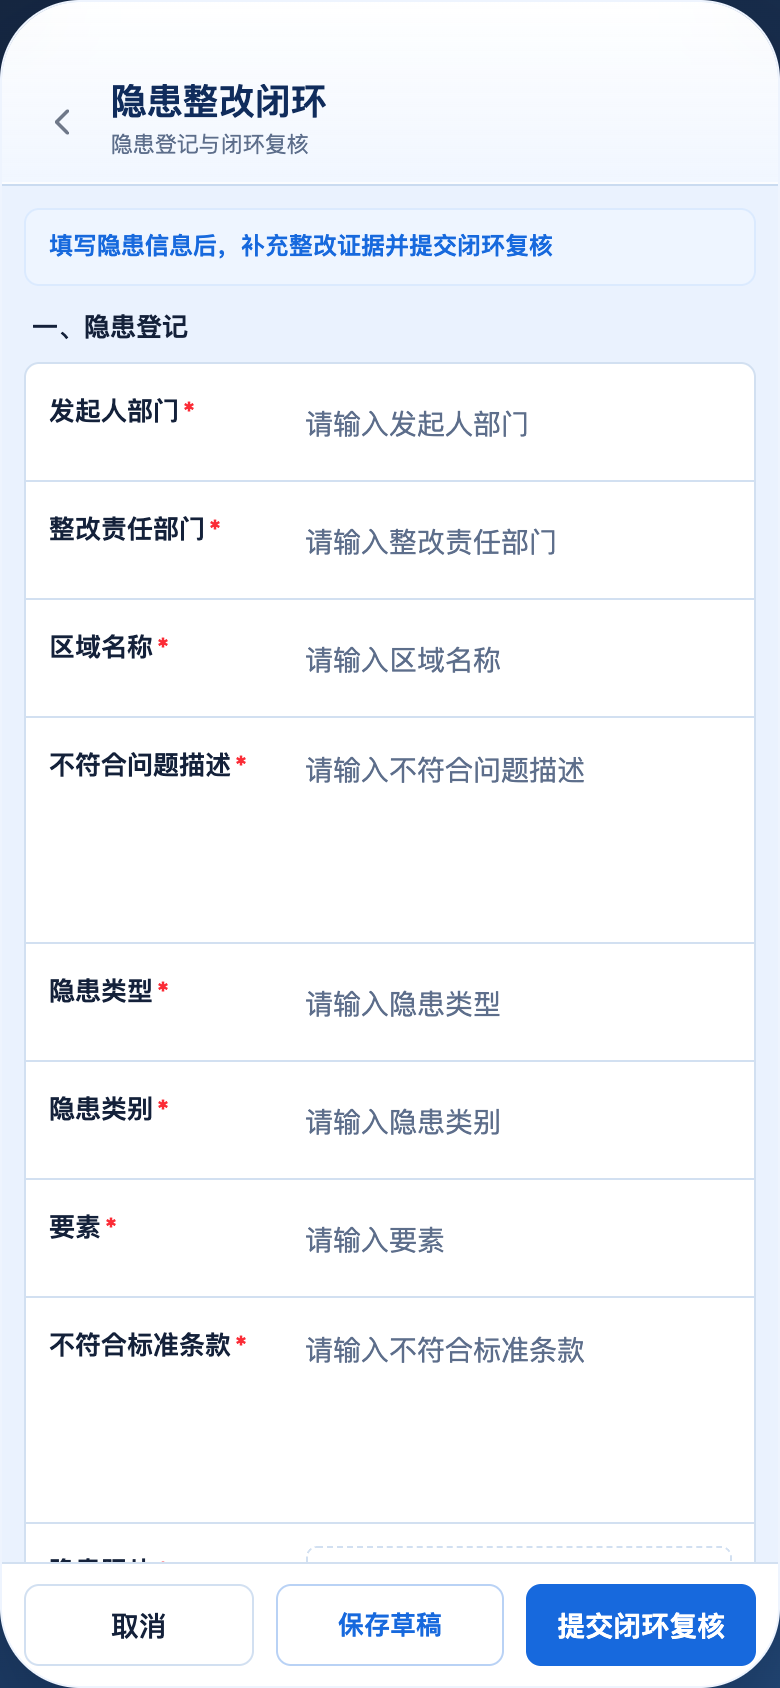 隐患整改闭环
隐患登记与闭环复核
填写隐患信息后，补充整改证据并提交闭环复核
一、隐患登记
发起人部门*
请输入发起人部门
整改责任部门*
请输入整改责任部门
区域名称*
请输入区域名称
不符合问题描述*
请输入不符合问题描述
隐患类型*
请输入隐患类型
隐患类别*
请输入隐患类别
要素*
请输入要素
不符合标准条款*
请输入不符合标准条款
取消
保存草稿
提交闭环复核